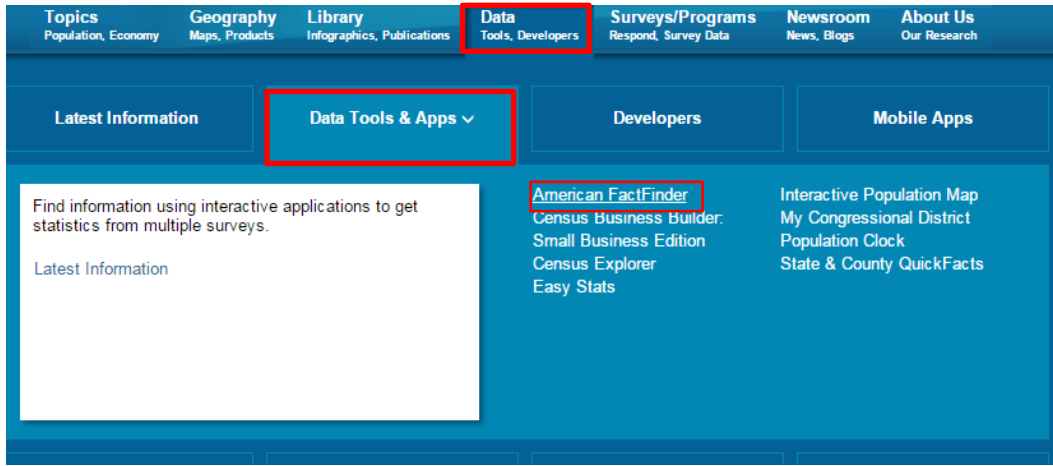 Topics Geography Library Data Surveys/Programs Newsroom About Us
Population, Economy Maps, Products Infographics, Publications Tools, Developers Respond, Survey Data News, Blogs Our Research
Latest Information Data Tools & Apps Developers Mobile Apps
Find information using interactive applications to get
statistics from multiple surveys.
Latest Information
American FactFinder
Census Business Builder:
Small Business Edition
Census Explorer
Easy Stats
Interactive Population Map
My Congressional District
Population Clock
State & County QuickFacts